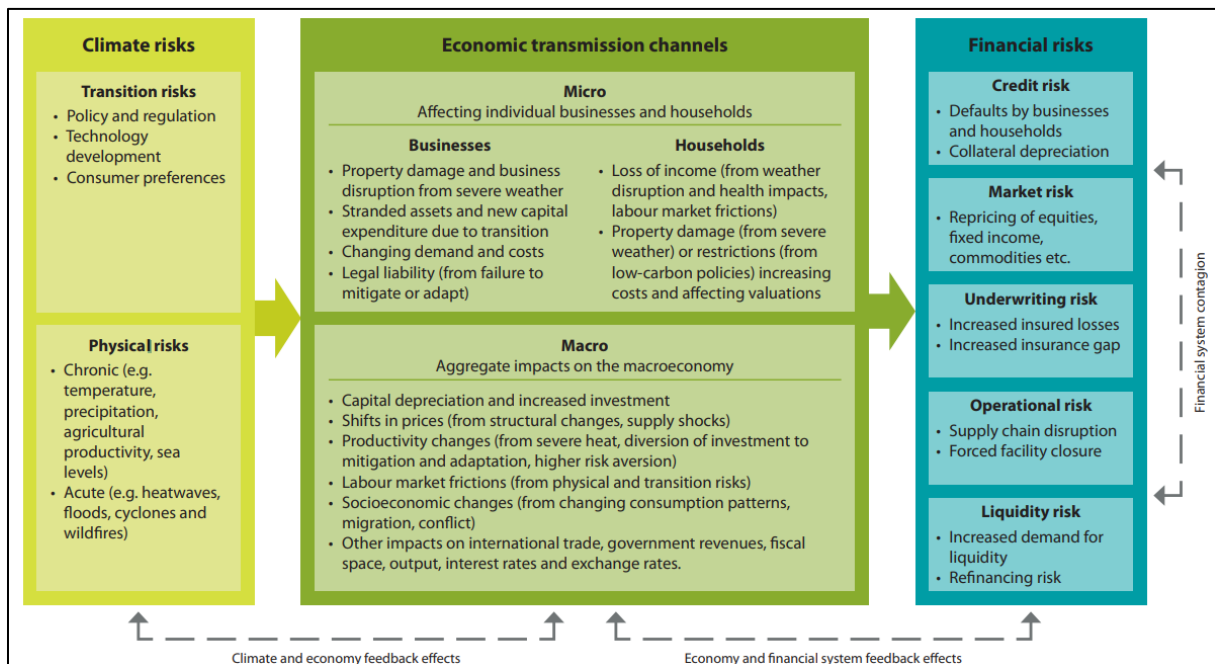 Climate risks
Transition risks
• Policy and regulation
• Technology
development
• Consumer preferences
Physical risks
• Chronic (e.g.
temperature,
precipitation,
agricultural
productivity, sea
levels)
• Acute (e.g. heatwaves,
floods, cyclones and
wildfires)
Economic transmission channels
Micro
Affecting individual businesses and households
Businesses
• Property damage and business
disruption from severe weather
• Stranded assets and new capital
expenditure due to transition
• Changing demand and costs
• Legal liability (from failure to
mitigate or adapt)
Households
• Loss of income (from weather
disruption and health impacts,
labour market frictions)
• Property damage (from severe
weather) or restrictions (from
low-carbon policies) increasing
costs and affecting valuations
Macro
Aggregate impacts on the macroeconomy
• Capital depreciation and increased investment
• Shifts in prices (from structural changes, supply shocks)
• Productivity changes (from severe heat, diversion of investment to
mitigation and adaptation, higher risk aversion)
• Labour market frictions (from physical and transition risks)
• Socioeconomic changes (from changing consumption patterns,
migration, conflict)
• Other impacts on international trade, government revenues, fiscal
space, output, interest rates and exchange rates.
Financial risks
Credit risk
• Defaults by businesses
and households
• Collateral depreciation
Market risk
• Repricing of equities,
fixed income,
commodities etc.
Underwriting risk
• Increased insured losses
• Increased insurance gap
Operational risk
• Supply chain disruption
• Forced facility closure
Liquidity risk
• Increased demand for
liquidity
• Refinancing risk
Financial system contagion
Climate and economy feedback effects
Economy and financial system feedback effects